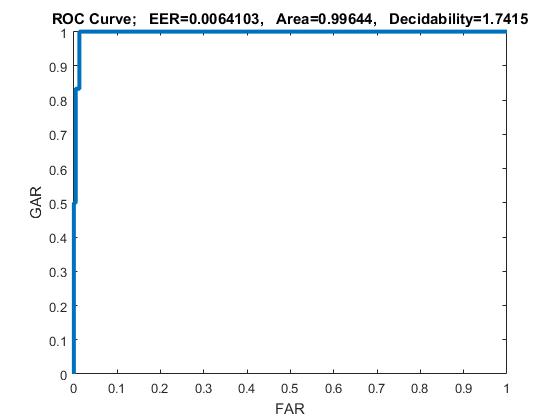 ROC Curve; EER=0.0064103, Area=0.99644, Decidability=1.7415
1
0.9
0.8
0.7
0.6
0.5
0.4
0.3
0.2
0.1
0
GAR
0 0.1 0.2 0.3 0.4 0.5 0.6 0.7 0.8 0.9 1
FAR